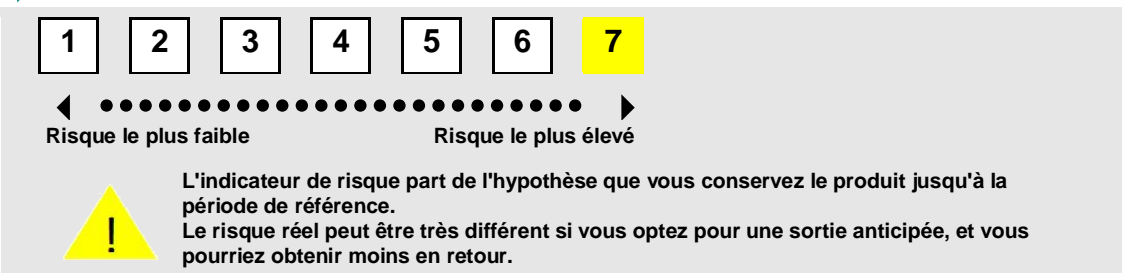 1 2 3 4 5 6 7
Risque le plus faible Risque le plus élevé
L'indicateur de risque part de l'hypothèse que vous conservez le produit jusqu'à la
période de référence.
Le risque réel peut être très différent si vous optez pour une sortie anticipée, et vous
pourriez obtenir moins en retour.
!